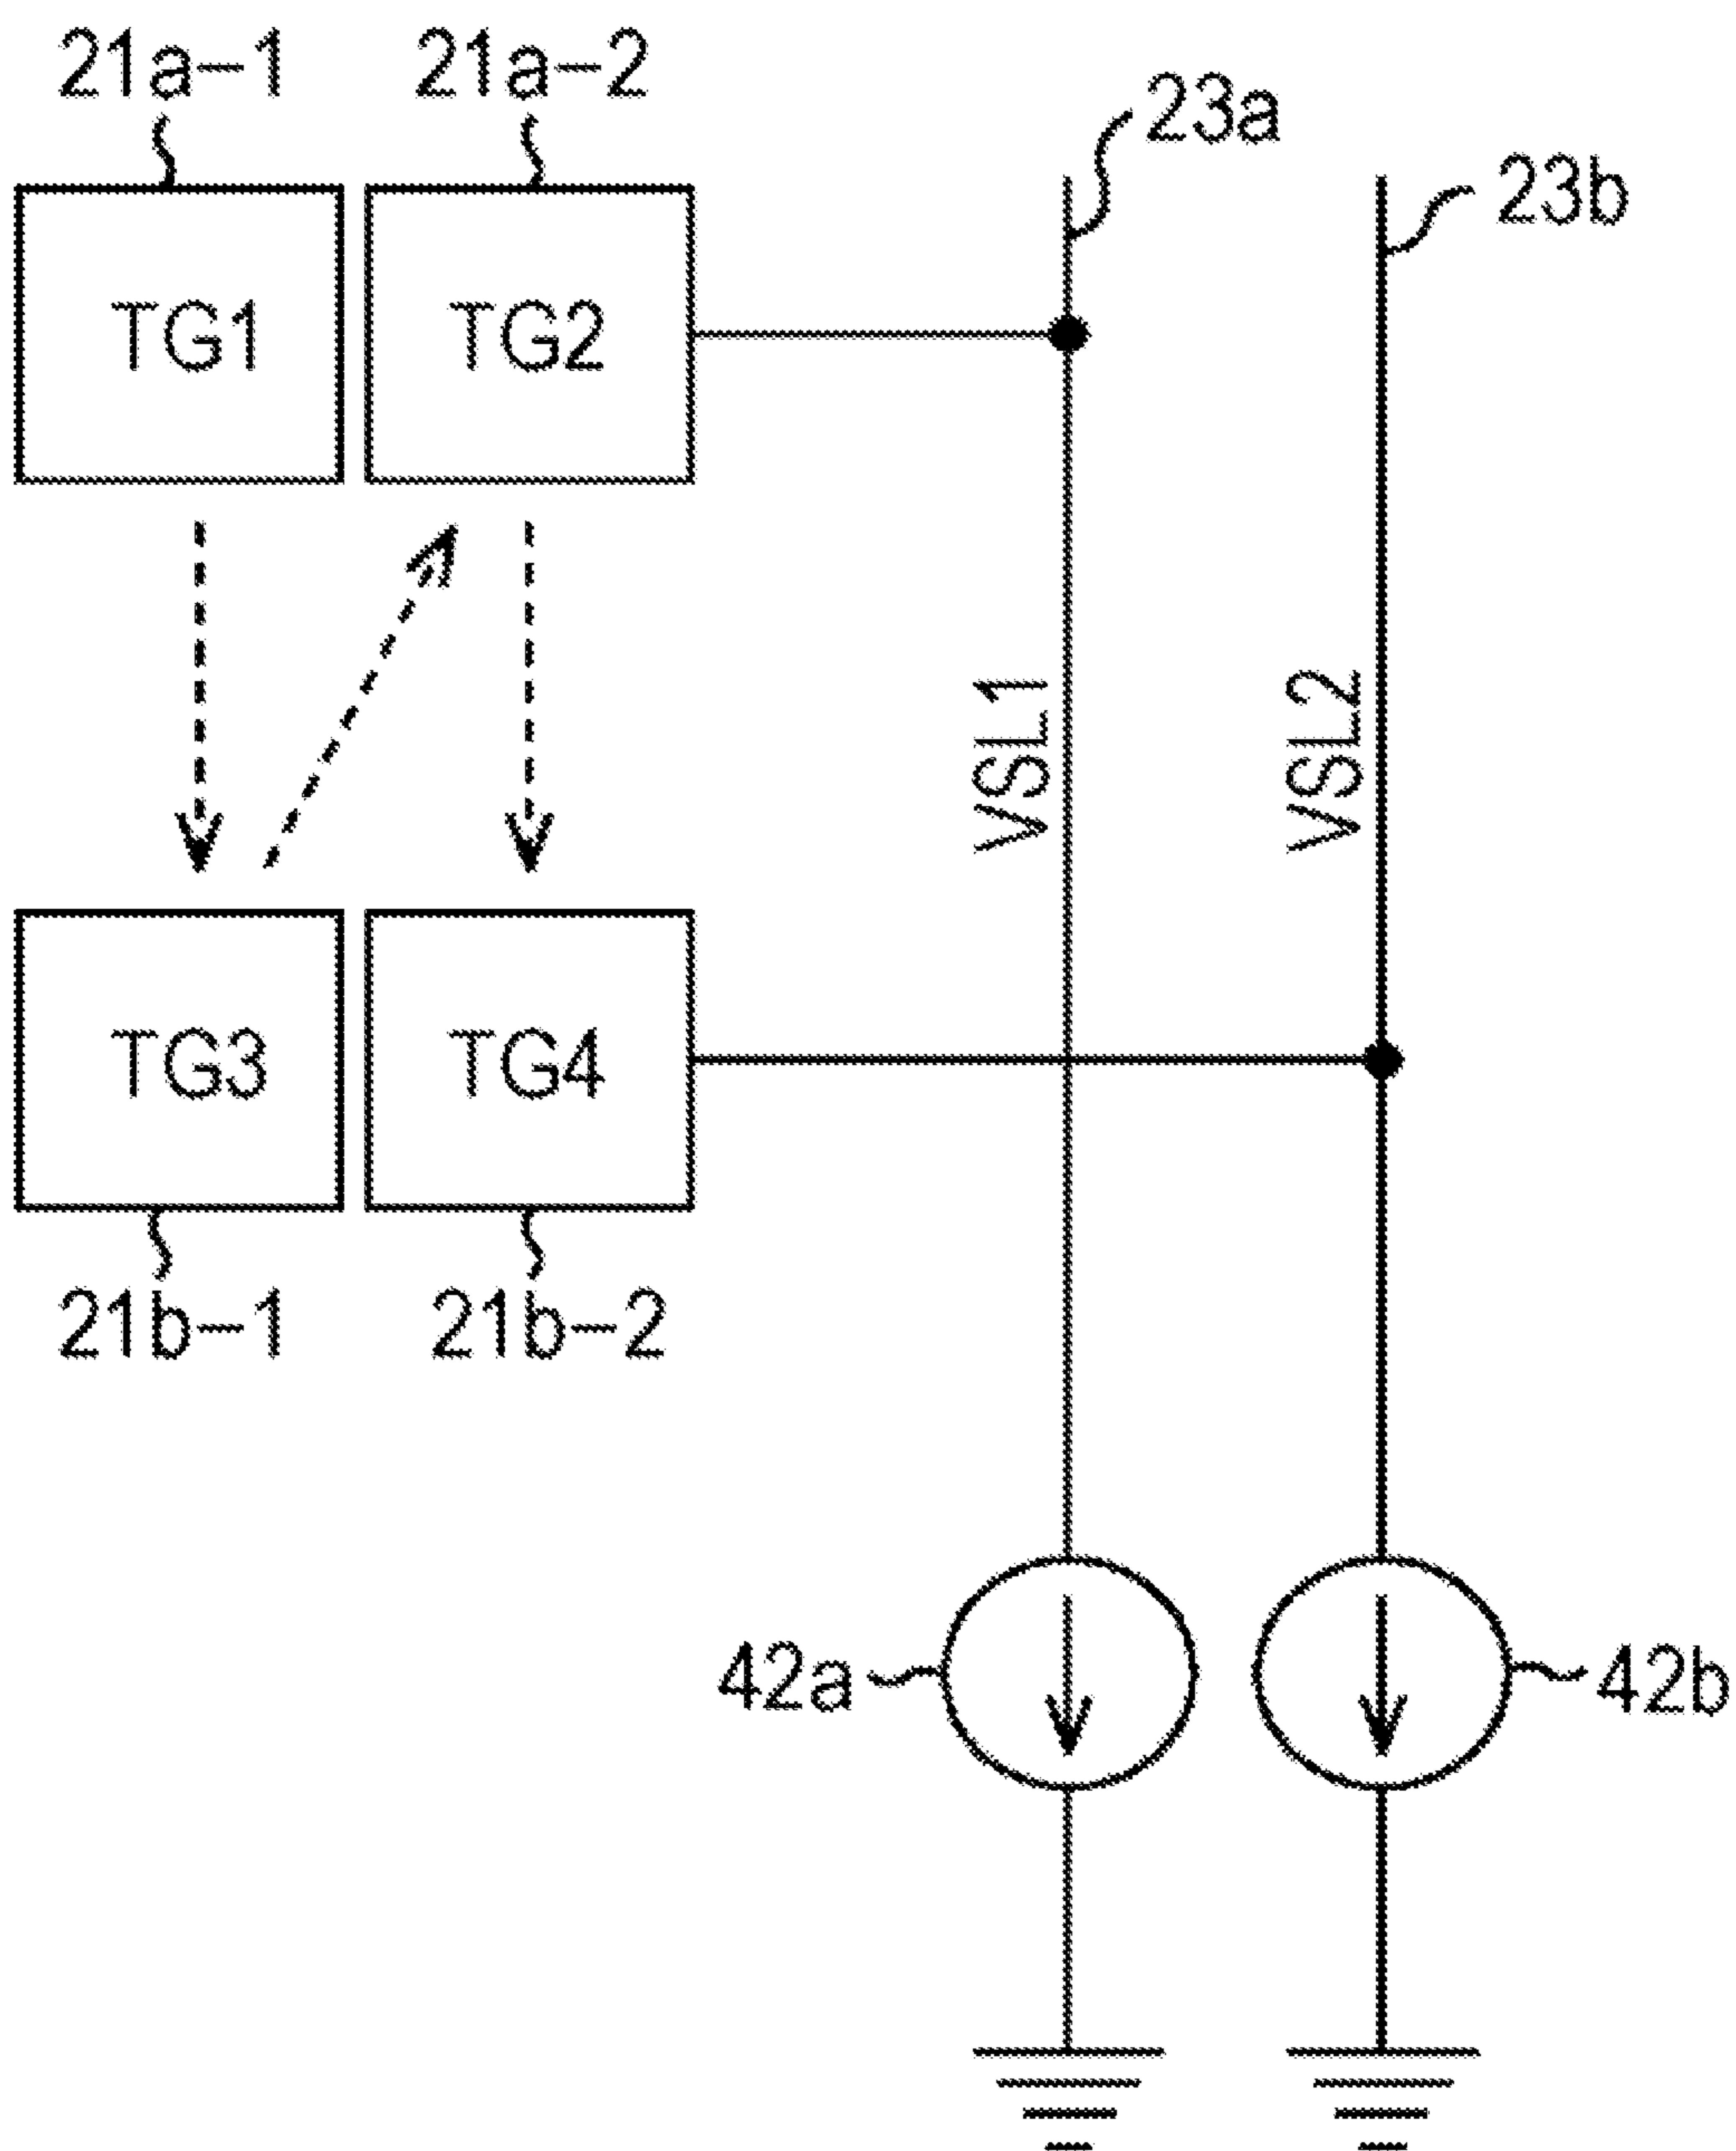 21a-1
21a-2
23a
23b
TG1
TG2
VSL1
VSL2
TG3
TG4
21b-1
21b-2
42a
42b